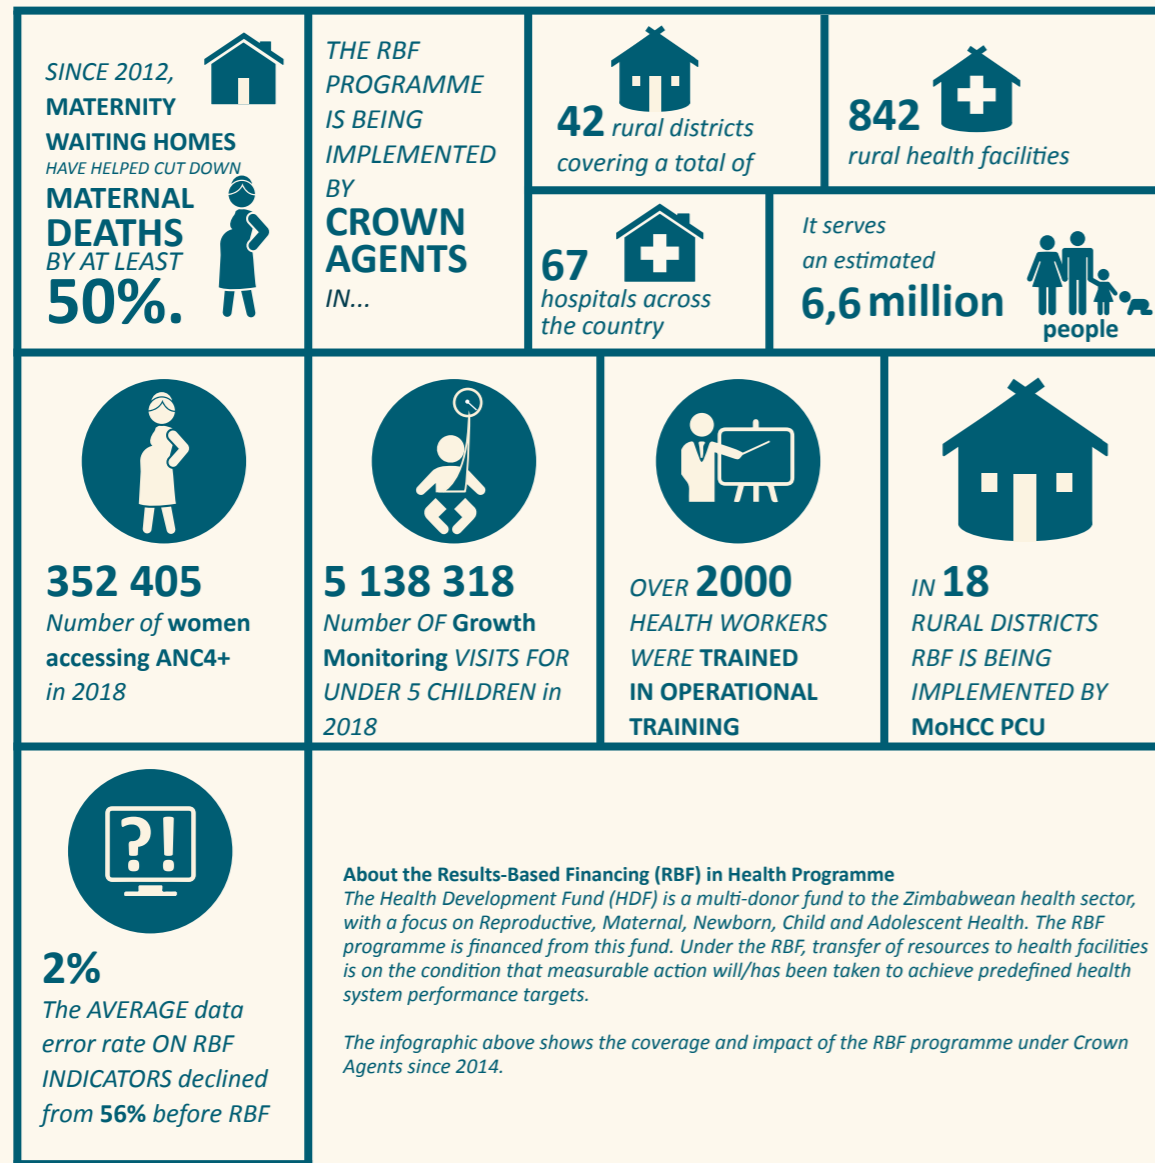 SINCE 2012,
MATERNITY
WAITING HOMES
HAVE HELPED CUT DOWN
MATERNAL
DEATHS
BY AT LEAST
50%.
THE RBF
PROGRAMME
IS BEING
IMPLEMENTED
BY
CROWN
AGENTS
IN...
42 rural districts
covering a total of
842
rural health facilities
67
hospitals across
the country
It serves
an estimated
6,6 million
people
352 405
Number of women
accessing ANC4+
in 2018
5 138 318
Number OF Growth
Monitoring VISITS FOR
UNDER 5 CHILDREN in
2018
OVER 2000
HEALTH WORKERS
WERE TRAINED
IN OPERATIONAL
TRAINING
IN 18
RURAL DISTRICTS
RBF IS BEING
IMPLEMENTED BY
MoHCC PCU
?!
2%
The AVERAGE data
error rate ON RBF
INDICATORS declined
from 56% before RBF
About the Results-Based Financing (RBF) in Health Programme
The Health Development Fund (HDF) is a multi-donor fund to the Zimbabwean health sector,
with a focus on Reproductive, Maternal, Newborn, Child and Adolescent Health. The RBF
programme is financed from this fund. Under the RBF, transfer of resources to health facilities
is on the condition that measurable action will/has been taken to achieve predefined health
system performance targets.
The infographic above shows the coverage and impact of the RBF programme under Crown
Agents since 2014.